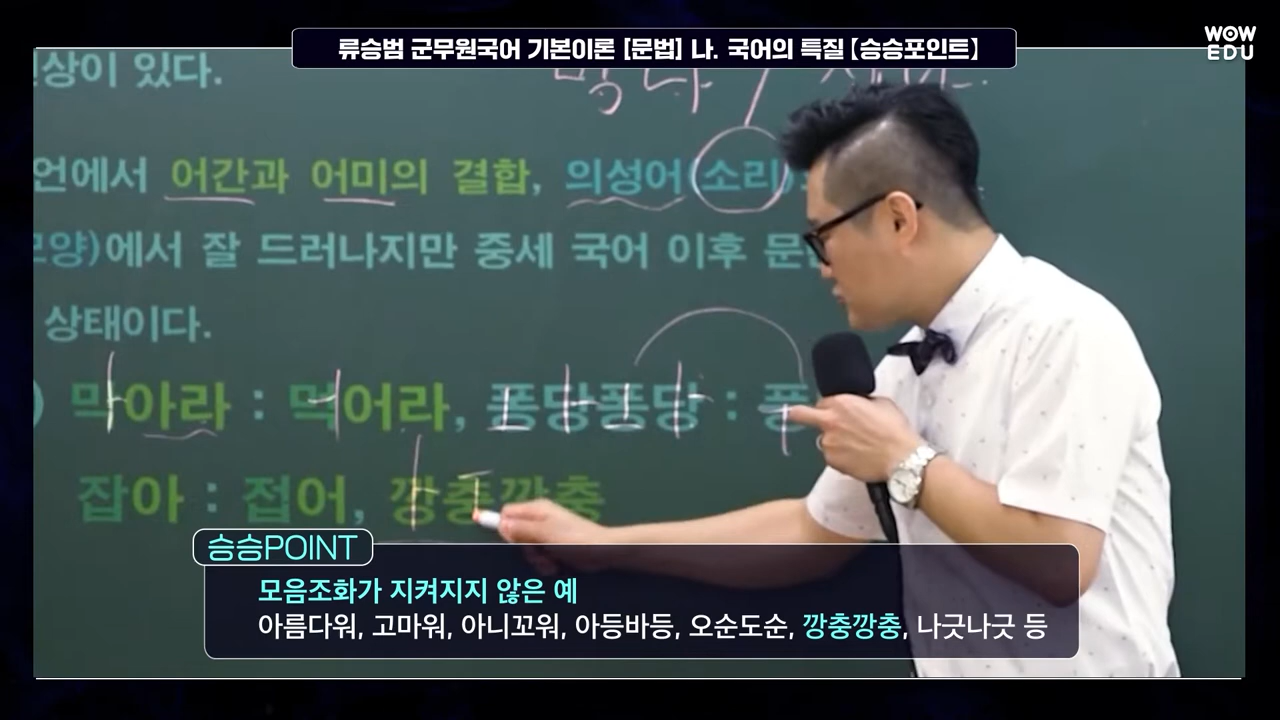 류승범 군무원국어 기본이론 [문법] 나. 국어의 특질 【승승포인트】
WOW
EDU
상이 있다.
언에서 어간과 어미의 결합, 의성어(소리)
모양)에서 잘 드러나지만 중세 국어 이후
상태이다.
) 막아라 : 먹어라, 퐁당퐁당 : 퐁
잡아 : 접어, 깡충깡충
승승POINT
모음조화가 지켜지지 않은 예
아름다워, 고마워, 아니꼬워, 아등바등, 오순도순, 깡충깡충, 나긋나긋 등